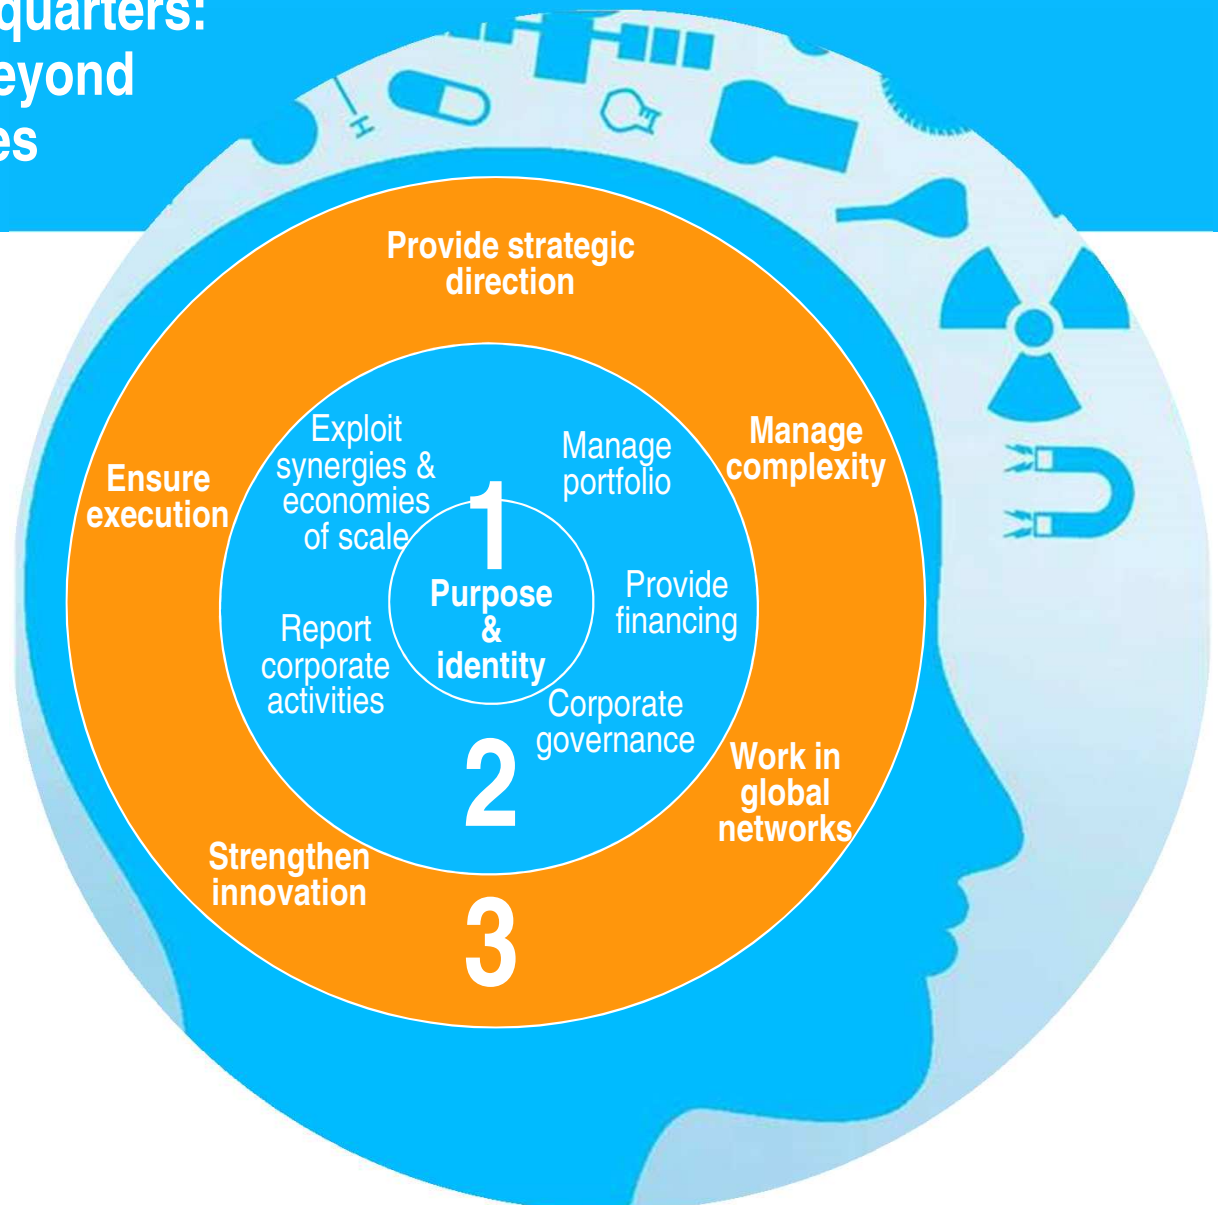 quarters:
eyond
es
Provide strategic
direction
Manage
complexity
Work in
global
networks
Strengthen
innovation
Ensure
execution
3
Exploit
synergies &
economies
of scale
Manage
portfolio
Provide
financing
Corporate
governance
Report
corporate
activities
2
1
Purpose
&
identity